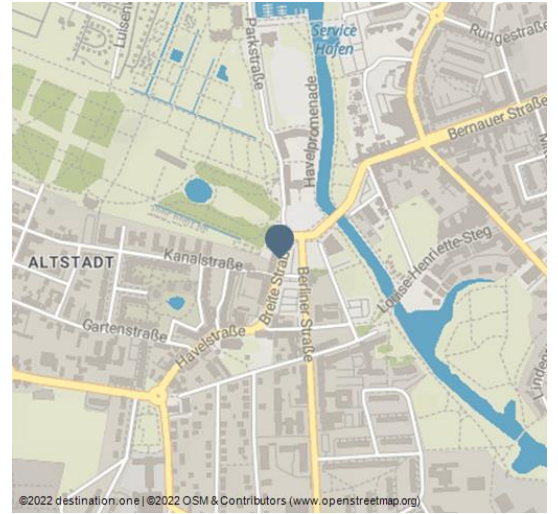 Service
Hafen
Rungestraße
Parkstraße
Havelpromenade
Bernauer Straße
ALTSTADT
Kanalstraße
Breite Straße
Berliner Straße
Louise-Henriette-Steg
Gartenstraße
Havelstraße
©2022 destination.one | ©2022 OSM & Contributors (www.openstreetmap.org)